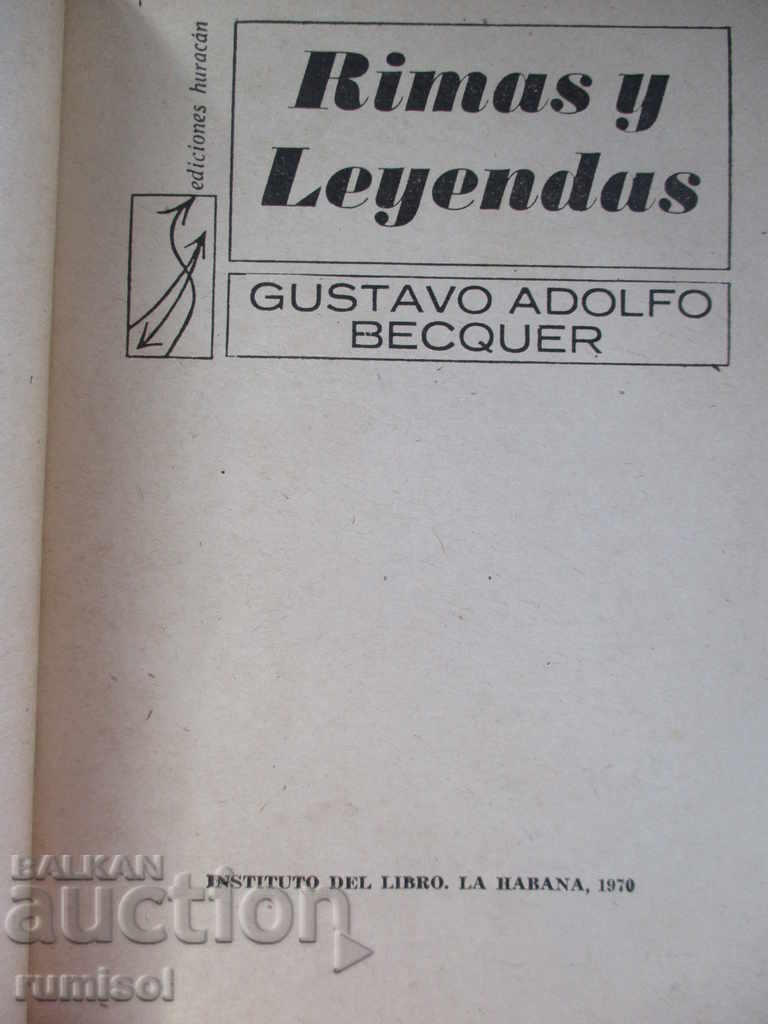 ediciones huracán
Rimas y
Leyendas
GUSTAVO ADOLFO
BECQUER
INSTITUTO DEL LIBRO. LA HABANA, 1970
BALKAN
auction
rumisol